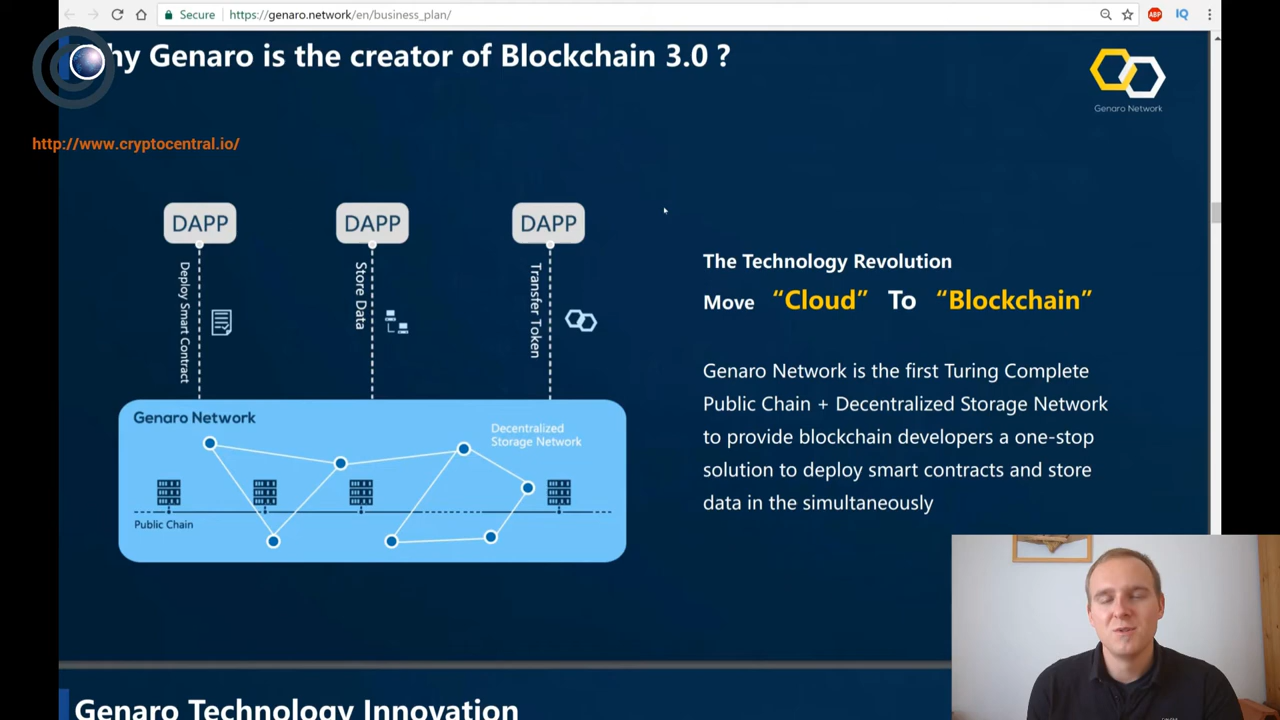 Secure
https://genaro.network/en/business_plan/
ABP
IQ
hy Genaro is the creator of Blockchain 3.0 ?
Genaro Network
http://www.cryptocentral.io/
DAPP
DAPP
DAPP
Deploy Smart Contract
Store Data
Transfer Token
The Technology Revolution
Move “Cloud” To “Blockchain”
Genaro Network is the first Turing Complete
Public Chain + Decentralized Storage Network
to provide blockchain developers a one-stop
solution to deploy smart contracts and store
data in the simultaneously
Genaro Network
Decentralized
Storage Network
Public Chain
Genaro Technology Innovation